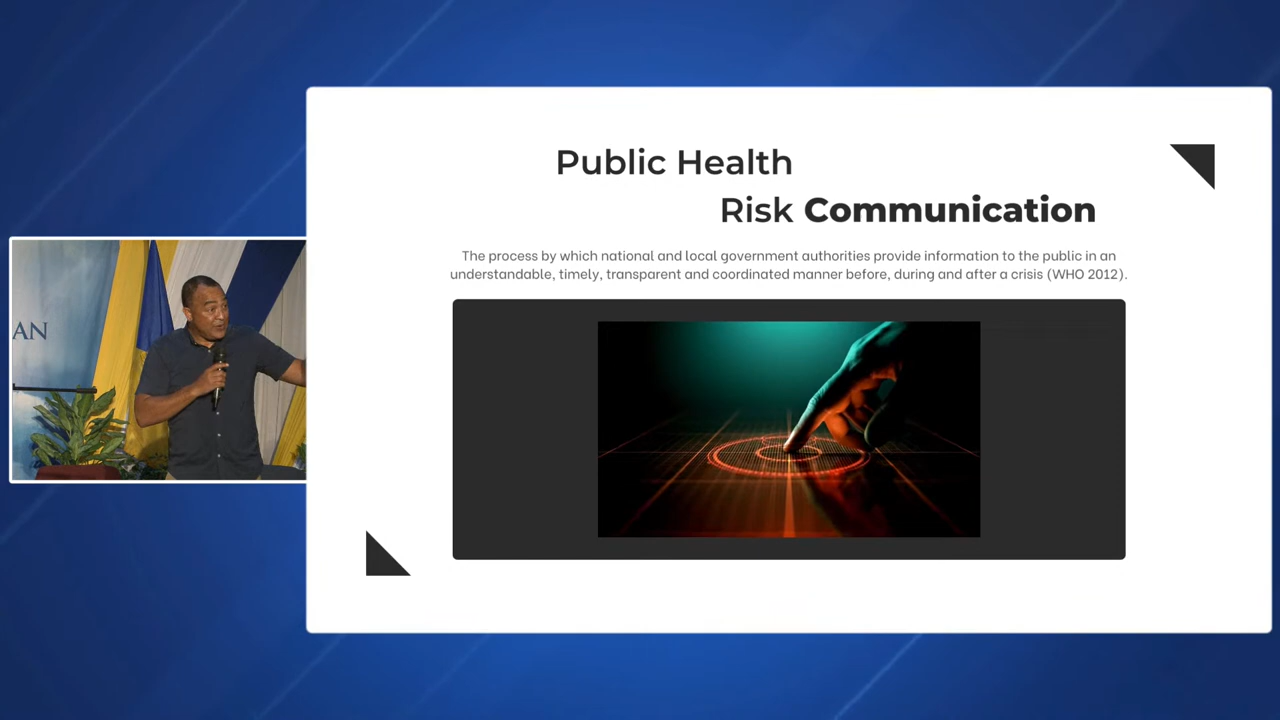 Public Health
Risk Communication
The process by which national and local government authorities provide information to the public in an
understandable, timely, transparent and coordinated manner before, during and after a crisis (WHO 2012).
AN